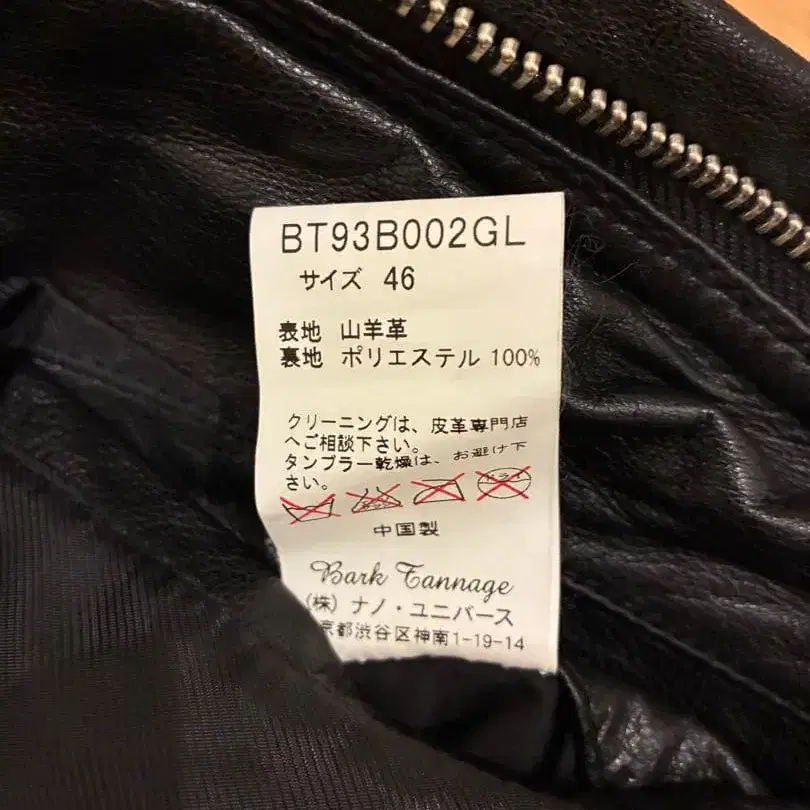 BT93B002GL
サイズ 46
表地 山羊革
裏地 ポリエステル 100%
クリーニングは、皮革専門店
へご相談下さい。
タンブラー乾燥は、お避け下
さい。
ドライ
中国製
Bark Tannage
(株) ナノ・ユニバース
京都渋谷区神南1-19-14